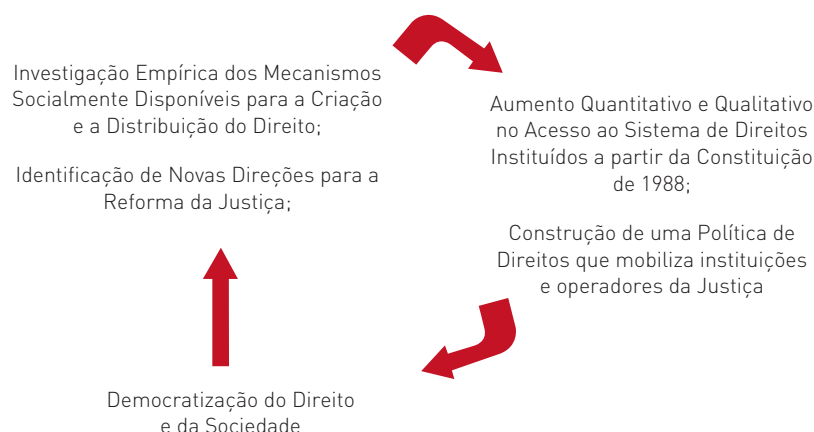 Investigação Empírica dos Mecanismos
Socialmente Disponíveis para a Criação
e a Distribuição do Direito;
Identificação de Novas Direções para a
Reforma da Justiça;
Aumento Quantitativo e Qualitativo
no Acesso ao Sistema de Direitos
Instituídos a partir da Constituição
de 1988;
Construção de uma Política de
Direitos que mobiliza instituições
e operadores da Justiça
Democratização do Direito
e da Sociedade